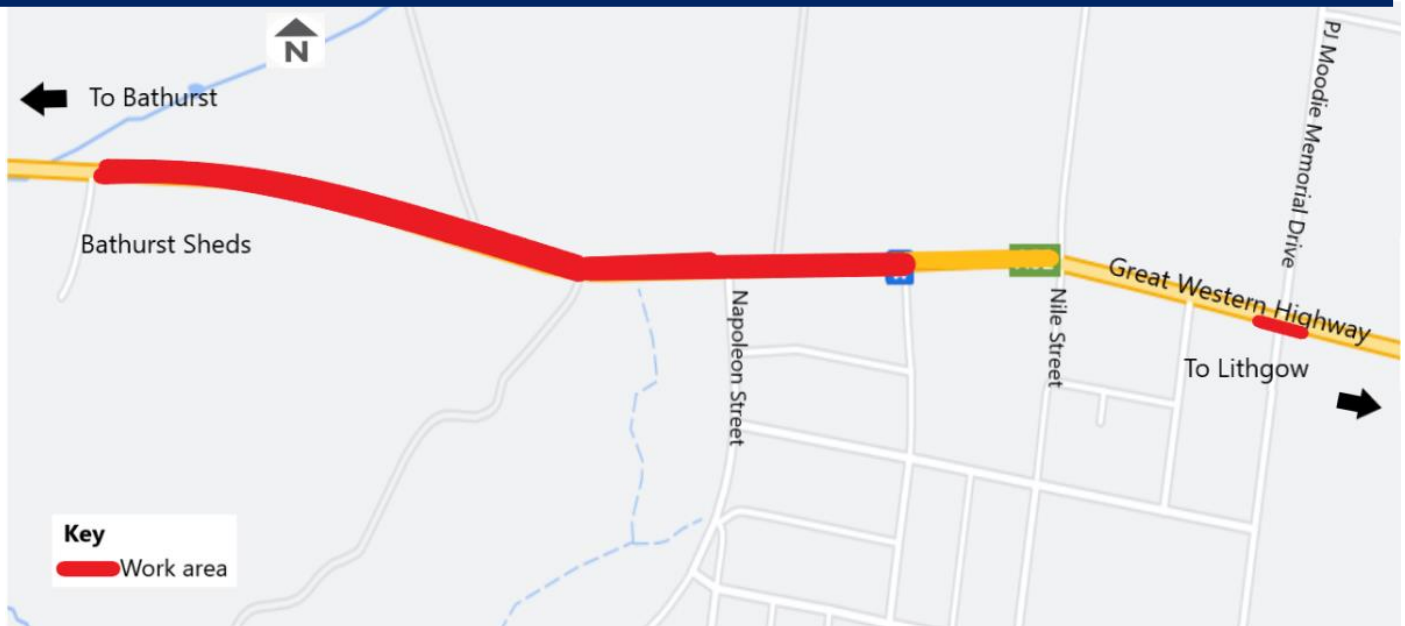 N
To Bathurst
PJ Moodie Memorial Drive
Bathurst Sheds
Great Western Highway
Napoleon Street
Nile Street
To Lithgow
Key
Work area